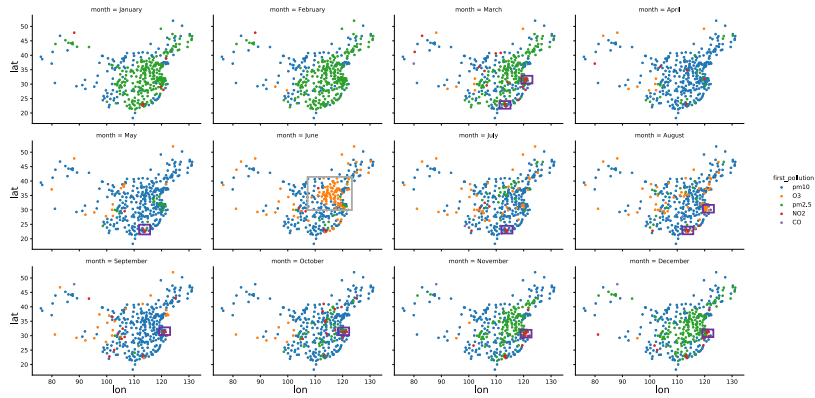 month = January
month = February
month = March
month = April
50
45
40
35
30
25
20
lat
month = May
month = June
month = July
month = August
50
45
40
35
30
25
20
lat
first_pollution
pm10
O3
pm2,5
NO2
CO
month = September
month = October
month = November
month = December
50
45
40
35
30
25
20
lat
80 90 100 110 120 130
80 90 100 110 120 130
80 90 100 110 120 130
80 90 100 110 120 130
lon
lon
lon
lon